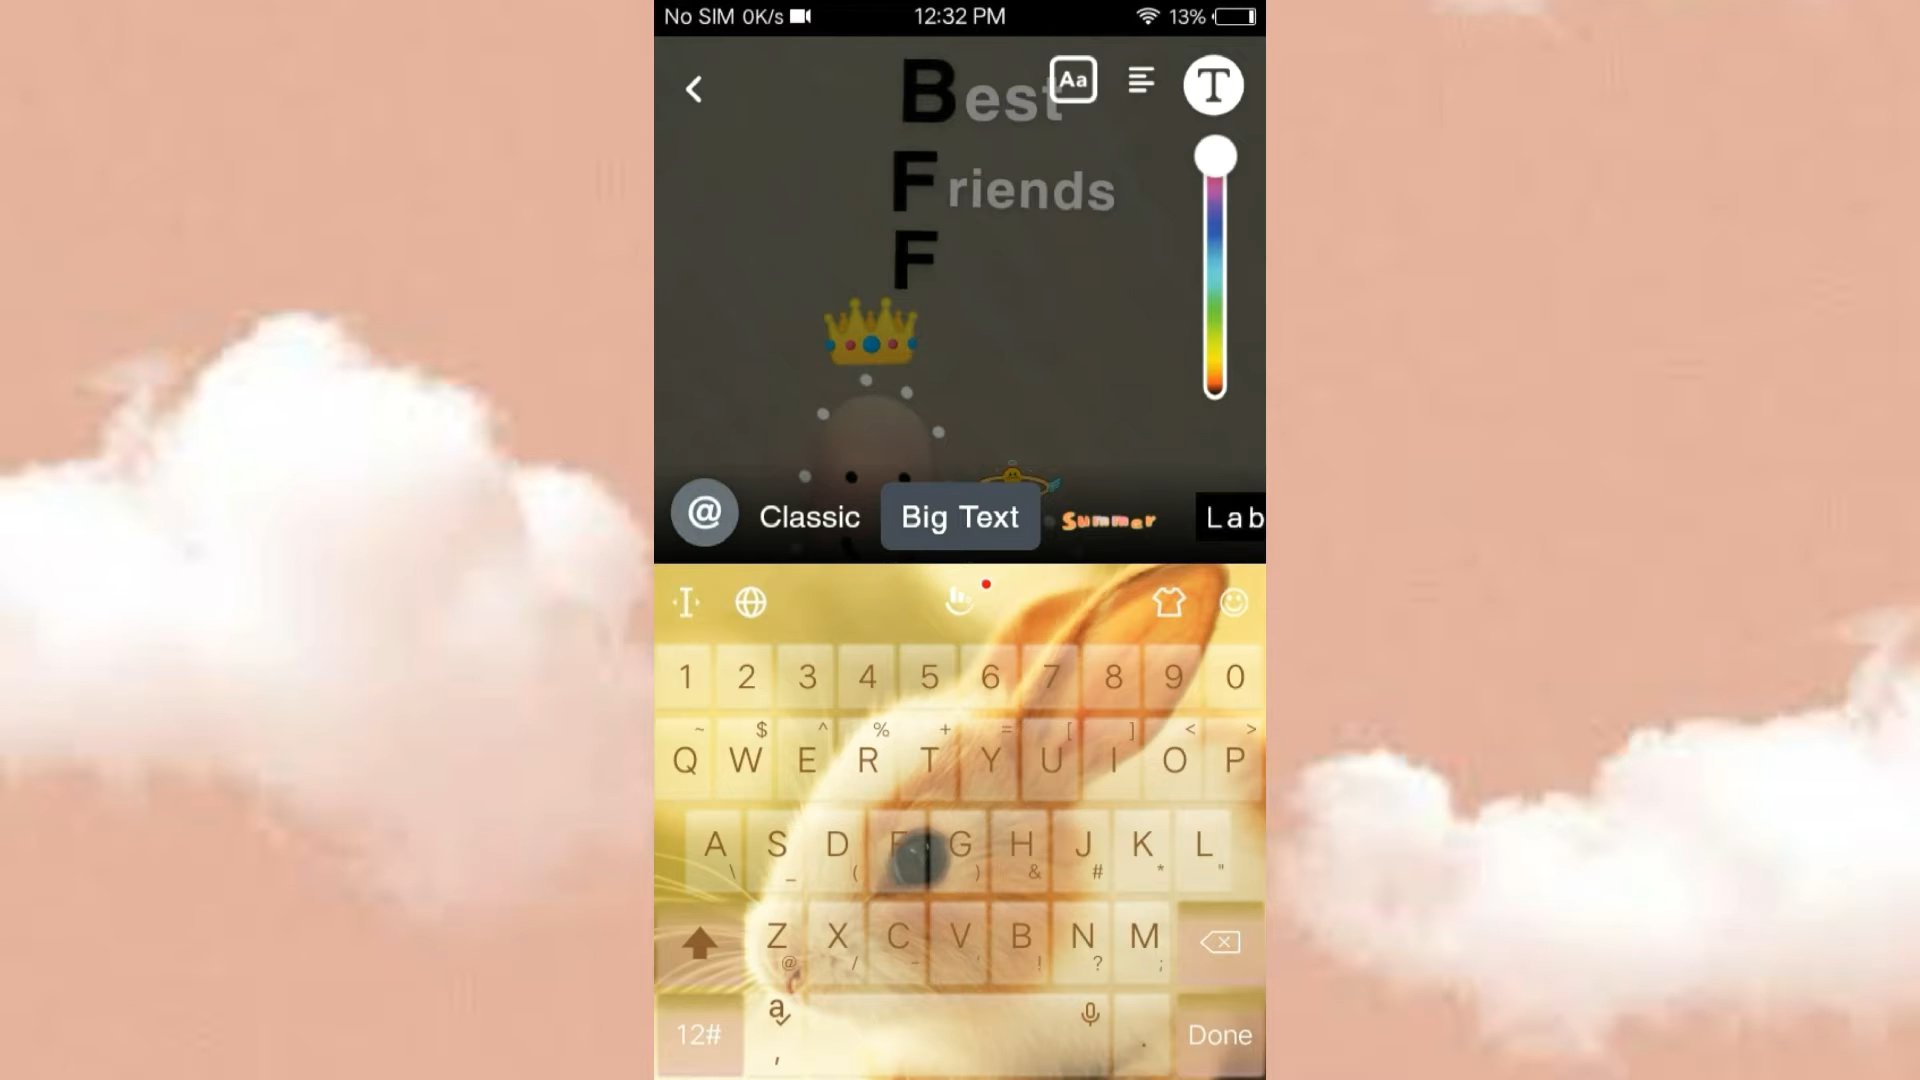 No SIM 0K/s 12:32 PM 13%
Best Aa T
Friends
F
@ Classic Big Text Summer Lab
1 2 3 4 5 6 7 8 9 0
~ $ ^ % + = [ ] < >
Q W E R T Y U I O P
A S D F G H J K L
\ _ ( ) & # * "
Z X C V B N M
@ / - ' ! ? ;
12# a , . Done